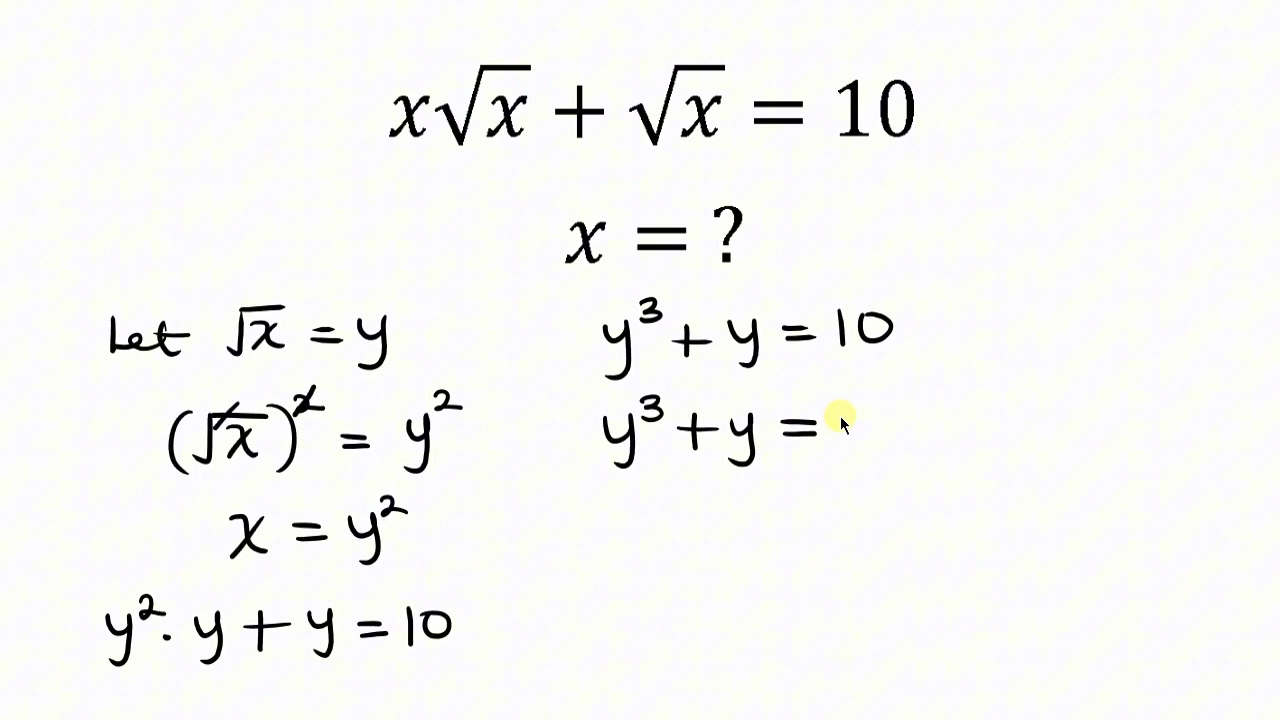 x√x + √x = 10
x = ?
Let √x = y
(√x)² = y²
x = y²
y² · y + y = 10
y³ + y = 10
y³ + y =